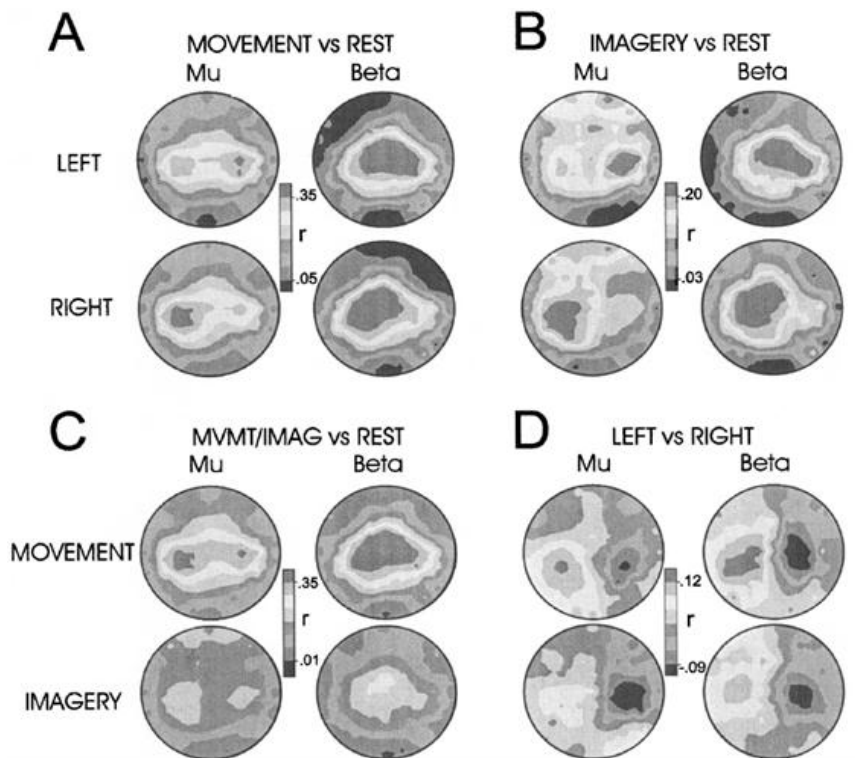 A
MOVEMENT vs REST
Mu Beta
LEFT
.35
r
.05
RIGHT
B
IMAGERY vs REST
Mu Beta
.20
r
.03
C
MVMT/IMAG vs REST
Mu Beta
MOVEMENT
.35
r
.01
IMAGERY
D
LEFT vs RIGHT
Mu Beta
.12
r
-.09